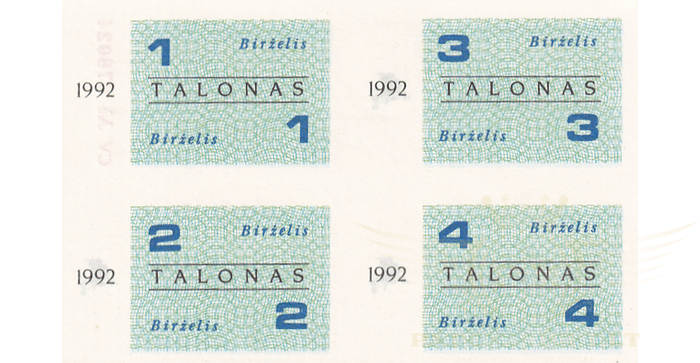 1 Birželis
1992 TALONAS
Birželis 1
3 Birželis
1992 TALONAS
Birželis 3
2 Birželis
1992 TALONAS
Birželis 2
4 Birželis
1992 TALONAS
Birželis 4